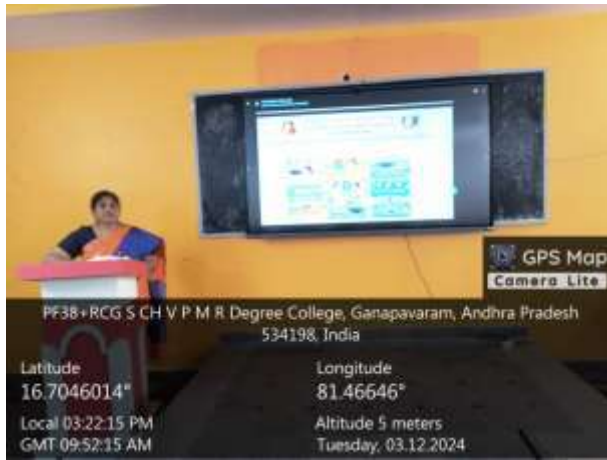 GPS Map
Camera Lite
PF38+RCG S CH V P M R Degree College, Ganapavaram, Andhra Pradesh
534198, India
Latitude
16.7046014°
Longitude
81.46646°
Local 03:22:15 PM
GMT 09:52:15 AM
Altitude 5 meters
Tuesday, 03.12.2024